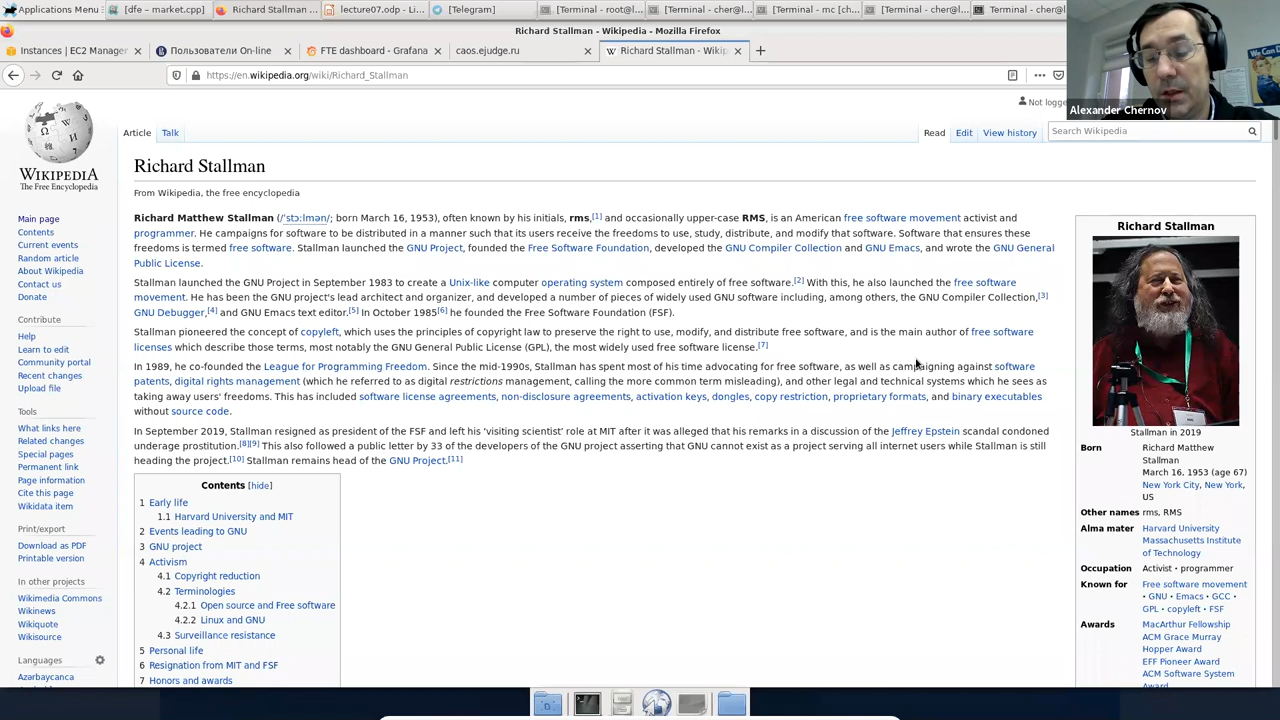 Applications Menu
[dfe – market.cpp]
Richard Stallman ...
lecture07.odp - Li...
[Telegram]
[Terminal - root@l...
[Terminal - cher@l...
[Terminal - mc [ch...
[Terminal - cher@l...
Terminal - cher@l
Richard Stallman - Wikipedia - Mozilla Firefox
Instances | EC2 Manager
Пользователи On-line
FTE dashboard - Grafana
caos.ejudge.ru
Richard Stallman - Wikip
https://en.wikipedia.org/wiki/Richard_Stallman
We Can D
Alexander Chernov
Not logge
Article
Talk
Read
Edit
View history
Search Wikipedia
WIKIPEDIA
The Free Encyclopedia
Main page
Contents
Current events
Random article
About Wikipedia
Contact us
Donate
Contribute
Help
Learn to edit
Community portal
Recent changes
Upload file
Tools
What links here
Related changes
Special pages
Permanent link
Page information
Cite this page
Wikidata item
Print/export
Download as PDF
Printable version
In other projects
Wikimedia Commons
Wikinews
Wikiquote
Wikisource
Languages
Azərbaycanca
Richard Stallman
From Wikipedia, the free encyclopedia
Richard Matthew Stallman (/ˈstɔːlmən/; born March 16, 1953), often known by his initials, rms,[1] and occasionally upper-case RMS, is an American free software movement activist and
programmer. He campaigns for software to be distributed in a manner such that its users receive the freedoms to use, study, distribute, and modify that software. Software that ensures these
freedoms is termed free software. Stallman launched the GNU Project, founded the Free Software Foundation, developed the GNU Compiler Collection and GNU Emacs, and wrote the GNU General
Public License.
Stallman launched the GNU Project in September 1983 to create a Unix-like computer operating system composed entirely of free software.[2] With this, he also launched the free software
movement. He has been the GNU project's lead architect and organizer, and developed a number of pieces of widely used GNU software including, among others, the GNU Compiler Collection,[3]
GNU Debugger,[4] and GNU Emacs text editor.[5] In October 1985[6] he founded the Free Software Foundation (FSF).
Stallman pioneered the concept of copyleft, which uses the principles of copyright law to preserve the right to use, modify, and distribute free software, and is the main author of free software
licenses which describe those terms, most notably the GNU General Public License (GPL), the most widely used free software license.[7]
In 1989, he co-founded the League for Programming Freedom. Since the mid-1990s, Stallman has spent most of his time advocating for free software, as well as campaigning against software
patents, digital rights management (which he referred to as digital restrictions management, calling the more common term misleading), and other legal and technical systems which he sees as
taking away users' freedoms. This has included software license agreements, non-disclosure agreements, activation keys, dongles, copy restriction, proprietary formats, and binary executables
without source code.
In September 2019, Stallman resigned as president of the FSF and left his 'visiting scientist' role at MIT after it was alleged that his remarks in a discussion of the Jeffrey Epstein scandal condoned
underage prostitution.[8][9] This also followed a public letter by 33 of the developers of the GNU project asserting that GNU cannot exist as a project serving all internet users while Stallman is still
heading the project.[10] Stallman remains head of the GNU Project.[11]
Contents [hide]
1 Early life
1.1 Harvard University and MIT
2 Events leading to GNU
3 GNU project
4 Activism
4.1 Copyright reduction
4.2 Terminologies
4.2.1 Open source and Free software
4.2.2 Linux and GNU
4.3 Surveillance resistance
5 Personal life
6 Resignation from MIT and FSF
7 Honors and awards
Richard Stallman
Stallman in 2019
Born Richard Matthew
Stallman
March 16, 1953 (age 67)
New York City, New York,
US
Other names rms, RMS
Alma mater Harvard University
Massachusetts Institute
of Technology
Occupation Activist • programmer
Known for Free software movement
• GNU • Emacs • GCC •
GPL • copyleft • FSF
Awards MacArthur Fellowship
ACM Grace Murray
Hopper Award
EFF Pioneer Award
ACM Software System
Award